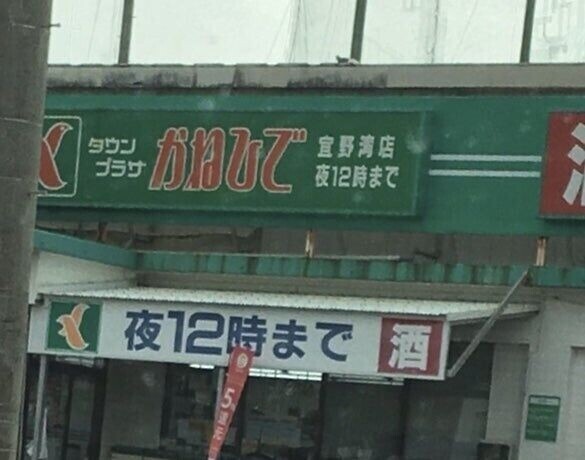 タウン
プラザ
かねひで
宜野湾店
夜12時まで
酒
夜12時まで
酒
5